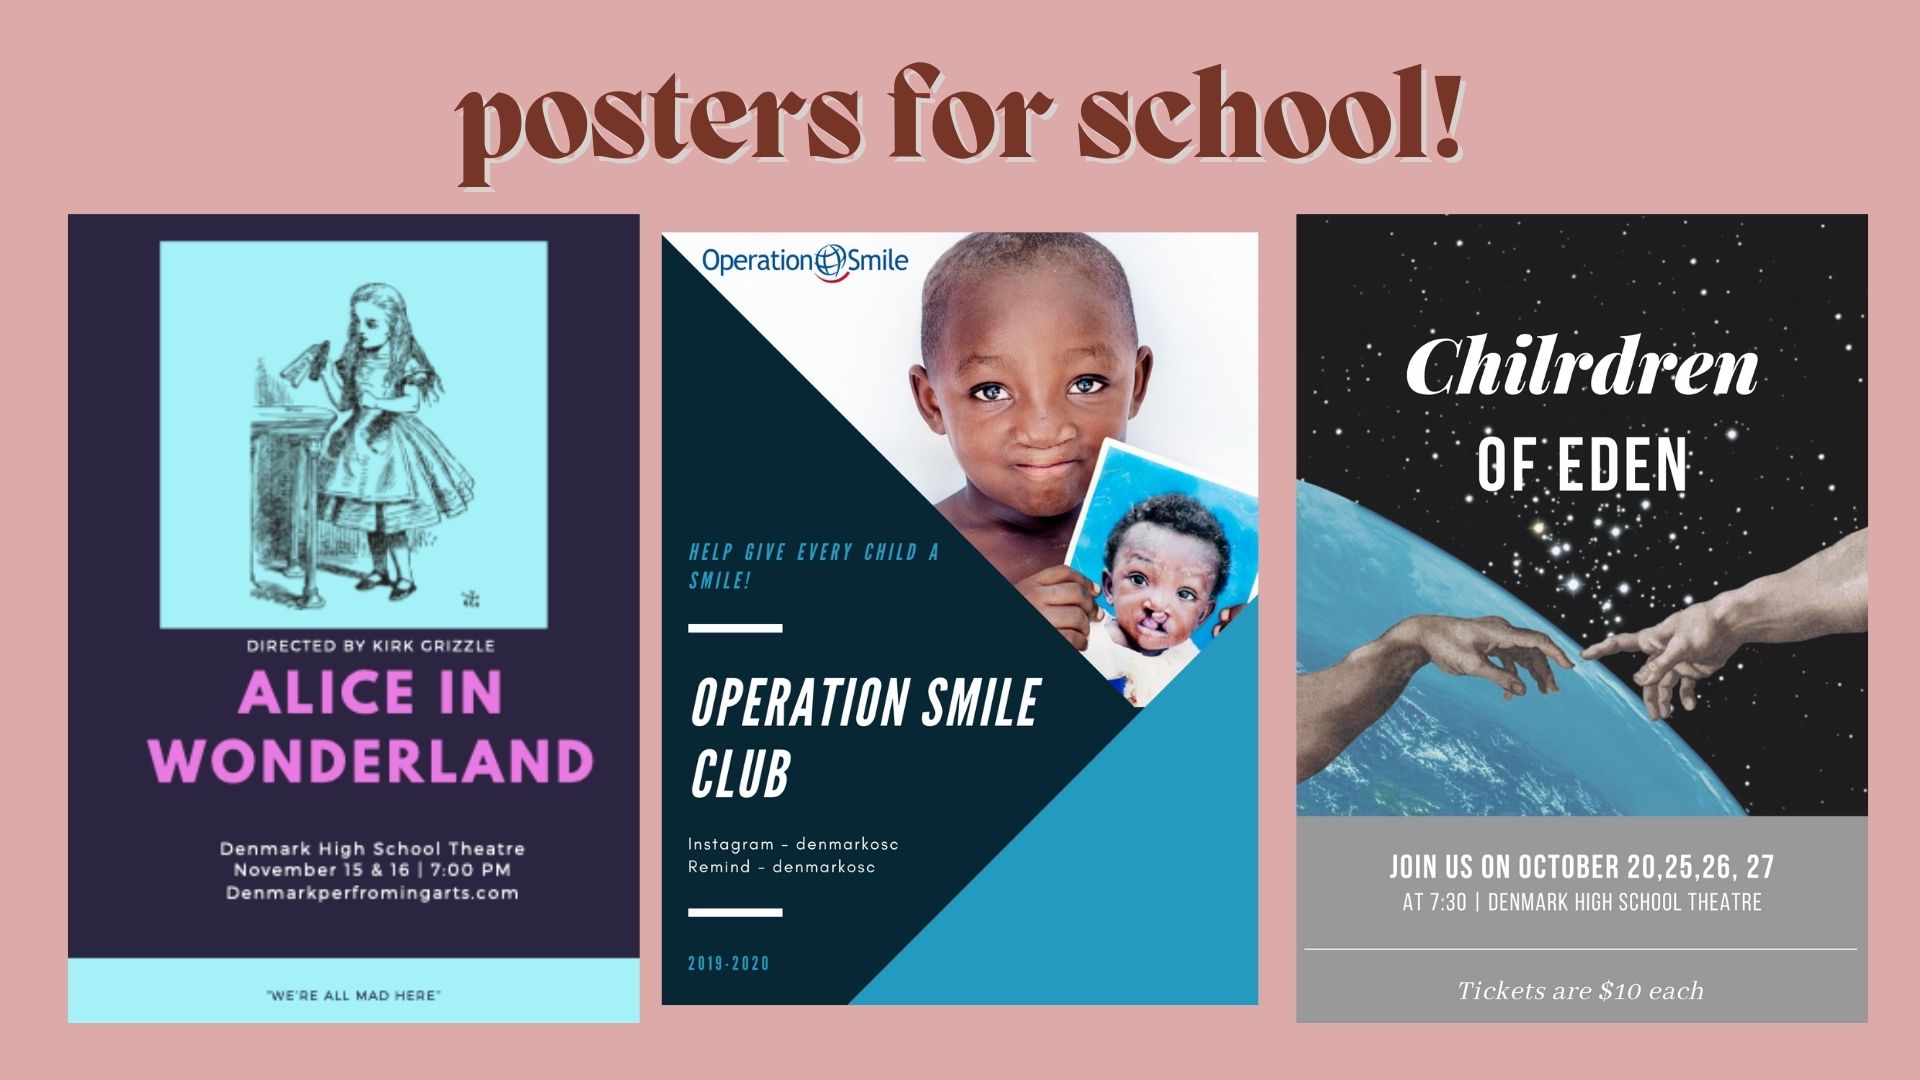 posters for school!
DIRECTED BY KIRK GRIZZLE
ALICE IN
WONDERLAND
Denmark High School Theatre
November 15 & 16 | 7:00 PM
Denmarkperfromingarts.com
"WE'RE ALL MAD HERE"
Operation Smile
HELP GIVE EVERY CHILD A
SMILE!
OPERATION SMILE
CLUB
Instagram - denmarkosc
Remind - denmarkosc
2019-2020
Chilrdren
OF EDEN
JOIN US ON OCTOBER 20,25,26, 27
AT 7:30 | DENMARK HIGH SCHOOL THEATRE
Tickets are $10 each